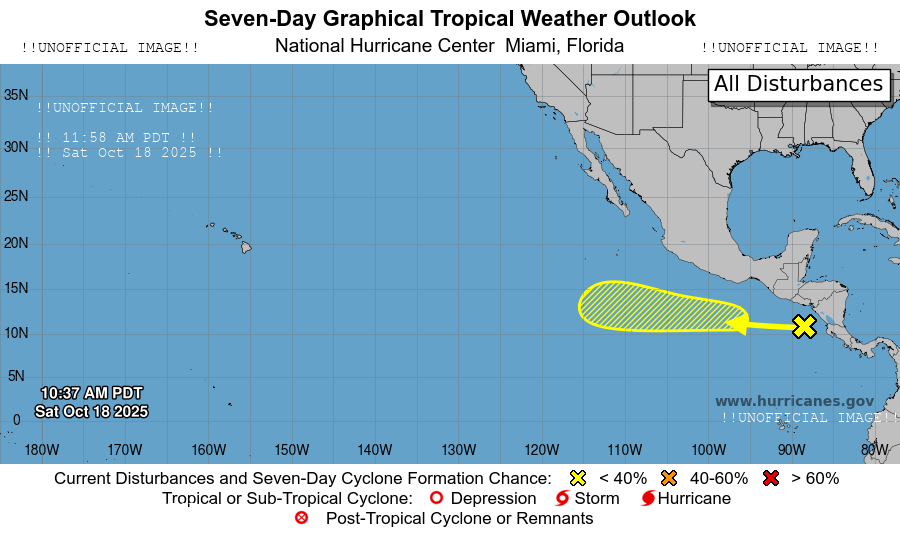 Seven-Day Graphical Tropical Weather Outlook
!!UNOFFICIAL IMAGE!! National Hurricane Center Miami, Florida !!UNOFFICIAL IMAGE!!
All Disturbances
35N
!!UNOFFICIAL IMAGE!!
!! 11:58 AM PDT !!
30N
!! Sat Oct 18 2025 !!
25N
20N
15N
10N
5N
10:37 AM PDT
www.hurricanes.gov
Sat Oct 18 2025
!!UNOFFICIAL IMAGE!!
0
180W 170W 160W 150W 140W 130W 120W 110W 100W 90W 80W
Current Disturbances and Seven-Day Cyclone Formation Chance: < 40% 40-60% > 60%
Tropical or Sub-Tropical Cyclone: Depression Storm Hurricane
Post-Tropical Cyclone or Remnants